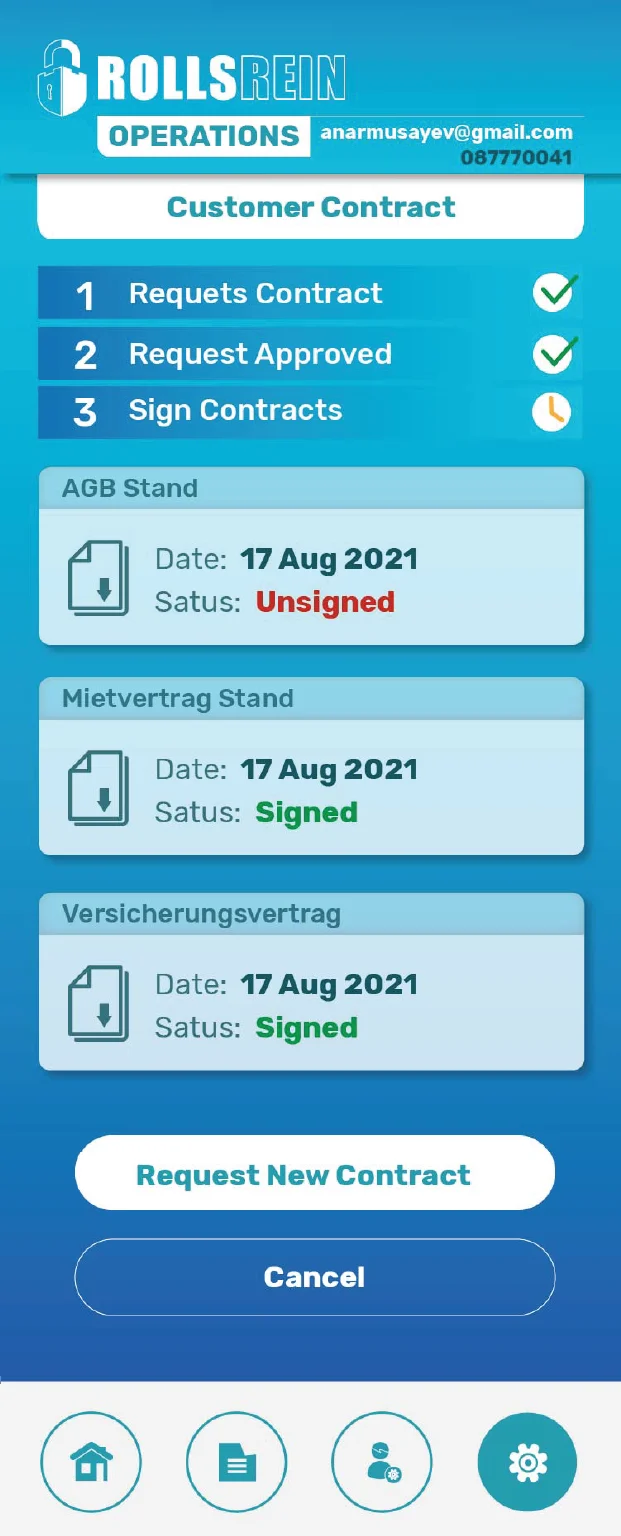 ROLLSREIN
OPERATIONS
anarmusayev@gmail.com
087770041
Customer Contract
1 Requets Contract
2 Request Approved
3 Sign Contracts
AGB Stand
Date: 17 Aug 2021
Satus: Unsigned
Mietvertrag Stand
Date: 17 Aug 2021
Satus: Signed
Versicherungsvertrag
Date: 17 Aug 2021
Satus: Signed
Request New Contract
Cancel